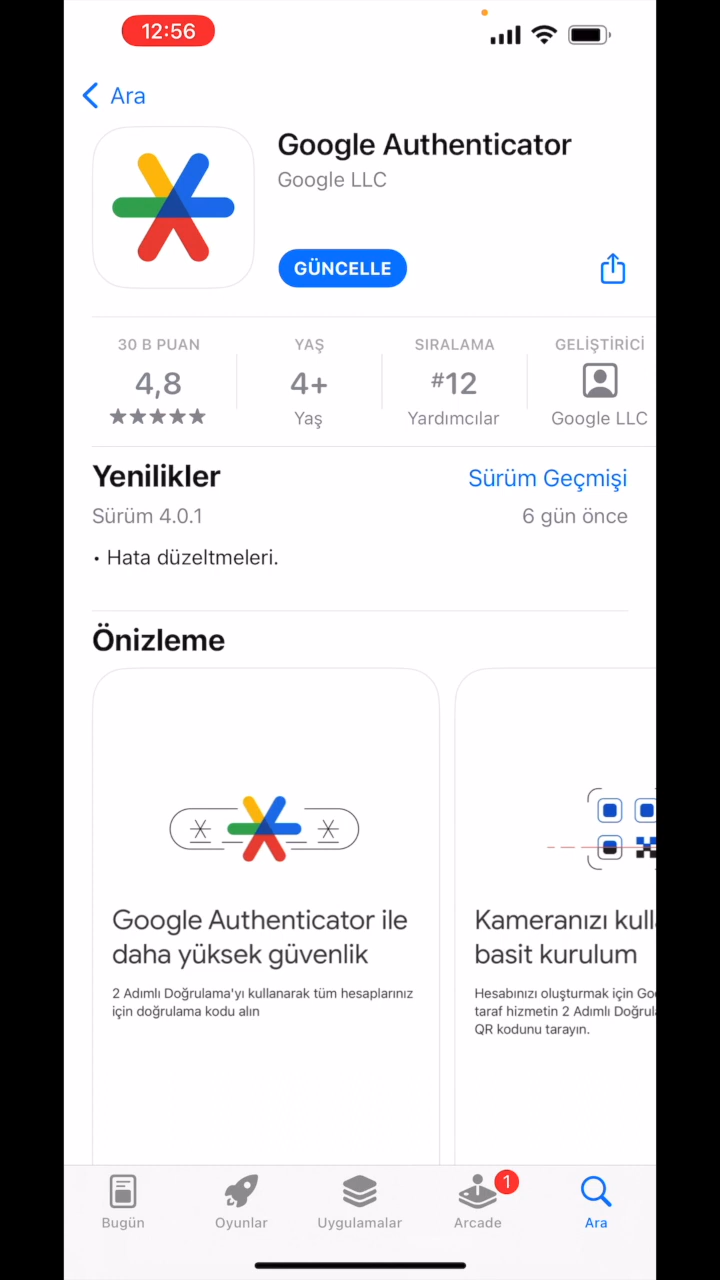 12:56
Ara
Google Authenticator
Google LLC
GÜNCELLE
30 B PUAN
YAŞ
SIRALAMA
GELİŞTİRİCİ
4,8
4+
#12
Yaş
Yardımcılar
Google LLC
Yenilikler
Sürüm Geçmişi
Sürüm 4.0.1
6 gün önce
• Hata düzeltmeleri.
Önizleme
Google Authenticator ile
daha yüksek güvenlik
2 Adımlı Doğrulama'yı kullanarak tüm hesaplarınız
için doğrulama kodu alın
Kameranızı
basit kurulum
Hesabınızı oluşturmak için
taraf hizmetin 2 Adımlı
QR kodunu tarayın.
1
Bugün
Oyunlar
Uygulamalar
Arcade
Ara